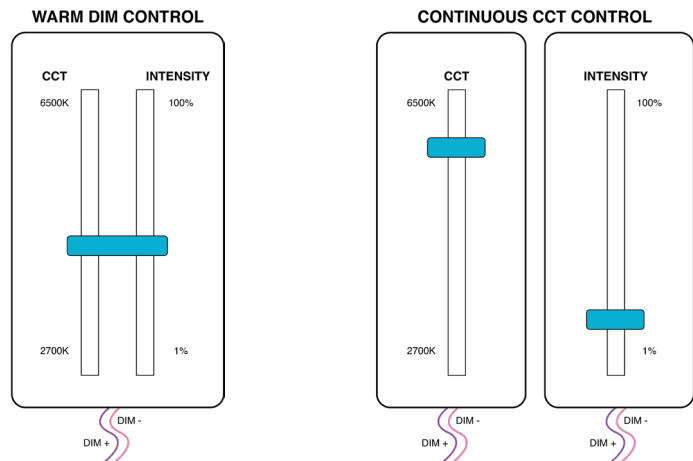 WARM DIM CONTROL
CCT INTENSITY
6500K 100%
2700K 1%
DIM -
DIM +
CONTINUOUS CCT CONTROL
CCT
6500K
2700K
DIM -
DIM +
INTENSITY
100%
1%
DIM -
DIM +